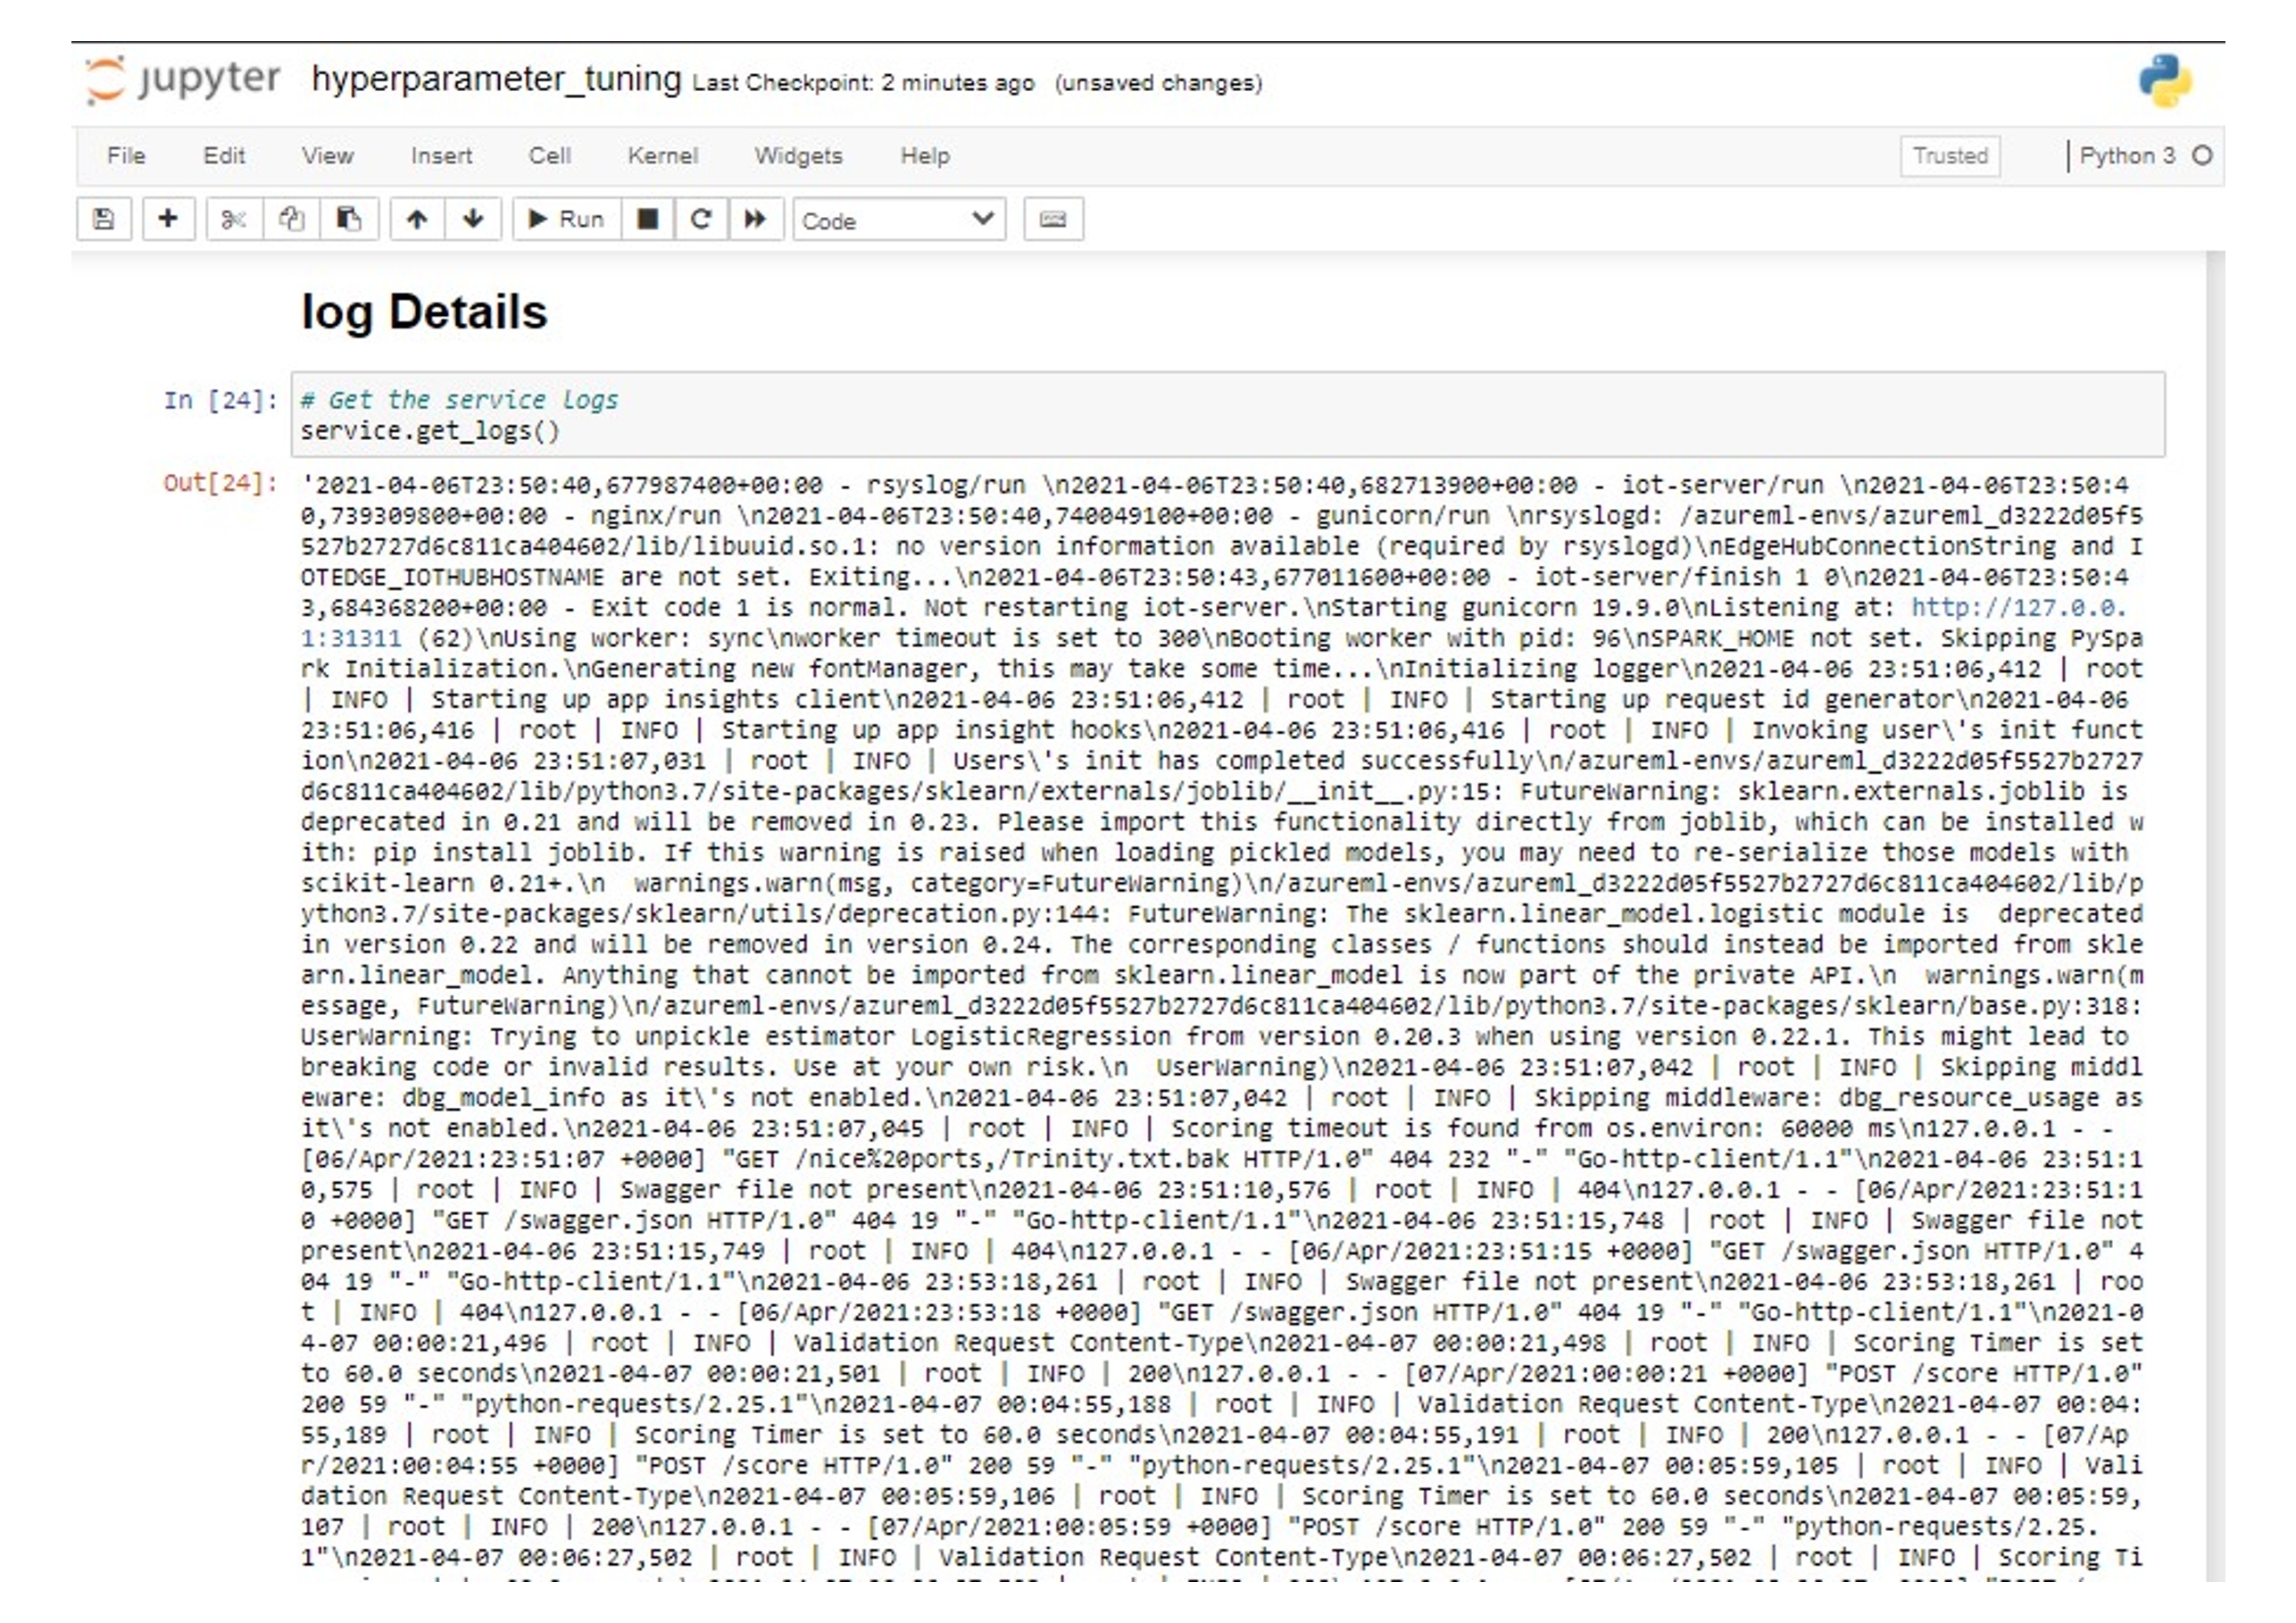 jupyter hyperparameter_tuning Last Checkpoint: 2 minutes ago (unsaved changes)
File Edit View Insert Cell Kernel Widgets Help Trusted Python 3
Run Code
log Details
In [24]: # Get the service logs
service.get_logs()
Out[24]: '2021-04-06T23:50:40,677987400+00:00 - rsyslog/run \n2021-04-06T23:50:40,682713900+00:00 - iot-server/run \n2021-04-06T23:50:4
0,739309800+00:00 - nginx/run \n2021-04-06T23:50:40,740049100+00:00 - gunicorn/run \nrsyslogd: /azureml-envs/azureml_d3222d05f5
527b2727d6c811ca404602/lib/libuuid.so.1: no version information available (required by rsyslogd)\nEdgeHubConnectionString and I
OTEDGE_IOTHUBHOSTNAME are not set. Exiting...\n2021-04-06T23:50:43,677011600+00:00 - iot-server/finish 1 0\n2021-04-06T23:50:4
3,684368200+00:00 - Exit code 1 is normal. Not restarting iot-server.\nStarting gunicorn 19.9.0\nListening at: http://127.0.0.
1:31311 (62)\nUsing worker: sync\nworker timeout is set to 300\nBooting worker with pid: 96\nSPARK_HOME not set. Skipping PySpa
rk Initialization.\nGenerating new fontManager, this may take some time...\nInitializing logger\n2021-04-06 23:51:06,412 | root
| INFO | Starting up app insights client\n2021-04-06 23:51:06,412 | root | INFO | Starting up request id generator\n2021-04-06
23:51:06,416 | root | INFO | Starting up app insight hooks\n2021-04-06 23:51:06,416 | root | INFO | Invoking user\'s init funct
ion\n2021-04-06 23:51:07,031 | root | INFO | Users\'s init has completed successfully\n/azureml-envs/azureml_d3222d05f5527b2727
d6c811ca404602/lib/python3.7/site-packages/sklearn/externals/joblib/__init__.py:15: FutureWarning: sklearn.externals.joblib is
deprecated in 0.21 and will be removed in 0.23. Please import this functionality directly from joblib, which can be installed w
ith: pip install joblib. If this warning is raised when loading pickled models, you may need to re-serialize those models with
scikit-learn 0.21+.\n  warnings.warn(msg, category=FutureWarning)\n/azureml-envs/azureml_d3222d05f5527b2727d6c811ca404602/lib/p
ython3.7/site-packages/sklearn/utils/deprecation.py:144: FutureWarning: The sklearn.linear_model.logistic module is  deprecated
in version 0.22 and will be removed in version 0.24. The corresponding classes / functions should instead be imported from skle
arn.linear_model. Anything that cannot be imported from sklearn.linear_model is now part of the private API.\n  warnings.warn(m
essage, FutureWarning)\n/azureml-envs/azureml_d3222d05f5527b2727d6c811ca404602/lib/python3.7/site-packages/sklearn/base.py:318:
UserWarning: Trying to unpickle estimator LogisticRegression from version 0.20.3 when using version 0.22.1. This might lead to
breaking code or invalid results. Use at your own risk.\n  UserWarning)\n2021-04-06 23:51:07,042 | root | INFO | Skipping middl
eware: dbg_model_info as it\'s not enabled.\n2021-04-06 23:51:07,042 | root | INFO | Skipping middleware: dbg_resource_usage as
it\'s not enabled.\n2021-04-06 23:51:07,045 | root | INFO | Scoring timeout is found from os.environ: 60000 ms\n127.0.0.1 - -
[06/Apr/2021:23:51:07 +0000] "GET /nice%20ports,/Trinity.txt.bak HTTP/1.0" 404 232 "-" "Go-http-client/1.1"\n2021-04-06 23:51:1
0,575 | root | INFO | Swagger file not present\n2021-04-06 23:51:10,576 | root | INFO | 404\n127.0.0.1 - - [06/Apr/2021:23:51:1
0 +0000] "GET /swagger.json HTTP/1.0" 404 19 "-" "Go-http-client/1.1"\n2021-04-06 23:51:15,748 | root | INFO | Swagger file not
present\n2021-04-06 23:51:15,749 | root | INFO | 404\n127.0.0.1 - - [06/Apr/2021:23:51:15 +0000] "GET /swagger.json HTTP/1.0" 4
04 19 "-" "Go-http-client/1.1"\n2021-04-06 23:53:18,261 | root | INFO | Swagger file not present\n2021-04-06 23:53:18,261 | roo
t | INFO | 404\n127.0.0.1 - - [06/Apr/2021:23:53:18 +0000] "GET /swagger.json HTTP/1.0" 404 19 "-" "Go-http-client/1.1"\n2021-0
4-07 00:00:21,496 | root | INFO | Validation Request Content-Type\n2021-04-07 00:00:21,498 | root | INFO | Scoring Timer is set
to 60.0 seconds\n2021-04-07 00:00:21,501 | root | INFO | 200\n127.0.0.1 - - [07/Apr/2021:00:00:21 +0000] "POST /score HTTP/1.0"
200 59 "-" "python-requests/2.25.1"\n2021-04-07 00:04:55,188 | root | INFO | Validation Request Content-Type\n2021-04-07 00:04:
55,189 | root | INFO | Scoring Timer is set to 60.0 seconds\n2021-04-07 00:04:55,191 | root | INFO | 200\n127.0.0.1 - - [07/Ap
r/2021:00:04:55 +0000] "POST /score HTTP/1.0" 200 59 "-" "python-requests/2.25.1"\n2021-04-07 00:05:59,105 | root | INFO | Vali
dation Request Content-Type\n2021-04-07 00:05:59,106 | root | INFO | Scoring Timer is set to 60.0 seconds\n2021-04-07 00:05:59,
107 | root | INFO | 200\n127.0.0.1 - - [07/Apr/2021:00:05:59 +0000] "POST /score HTTP/1.0" 200 59 "-" "python-requests/2.25.
1"\n2021-04-07 00:06:27,502 | root | INFO | Validation Request Content-Type\n2021-04-07 00:06:27,502 | root | INFO | Scoring Ti